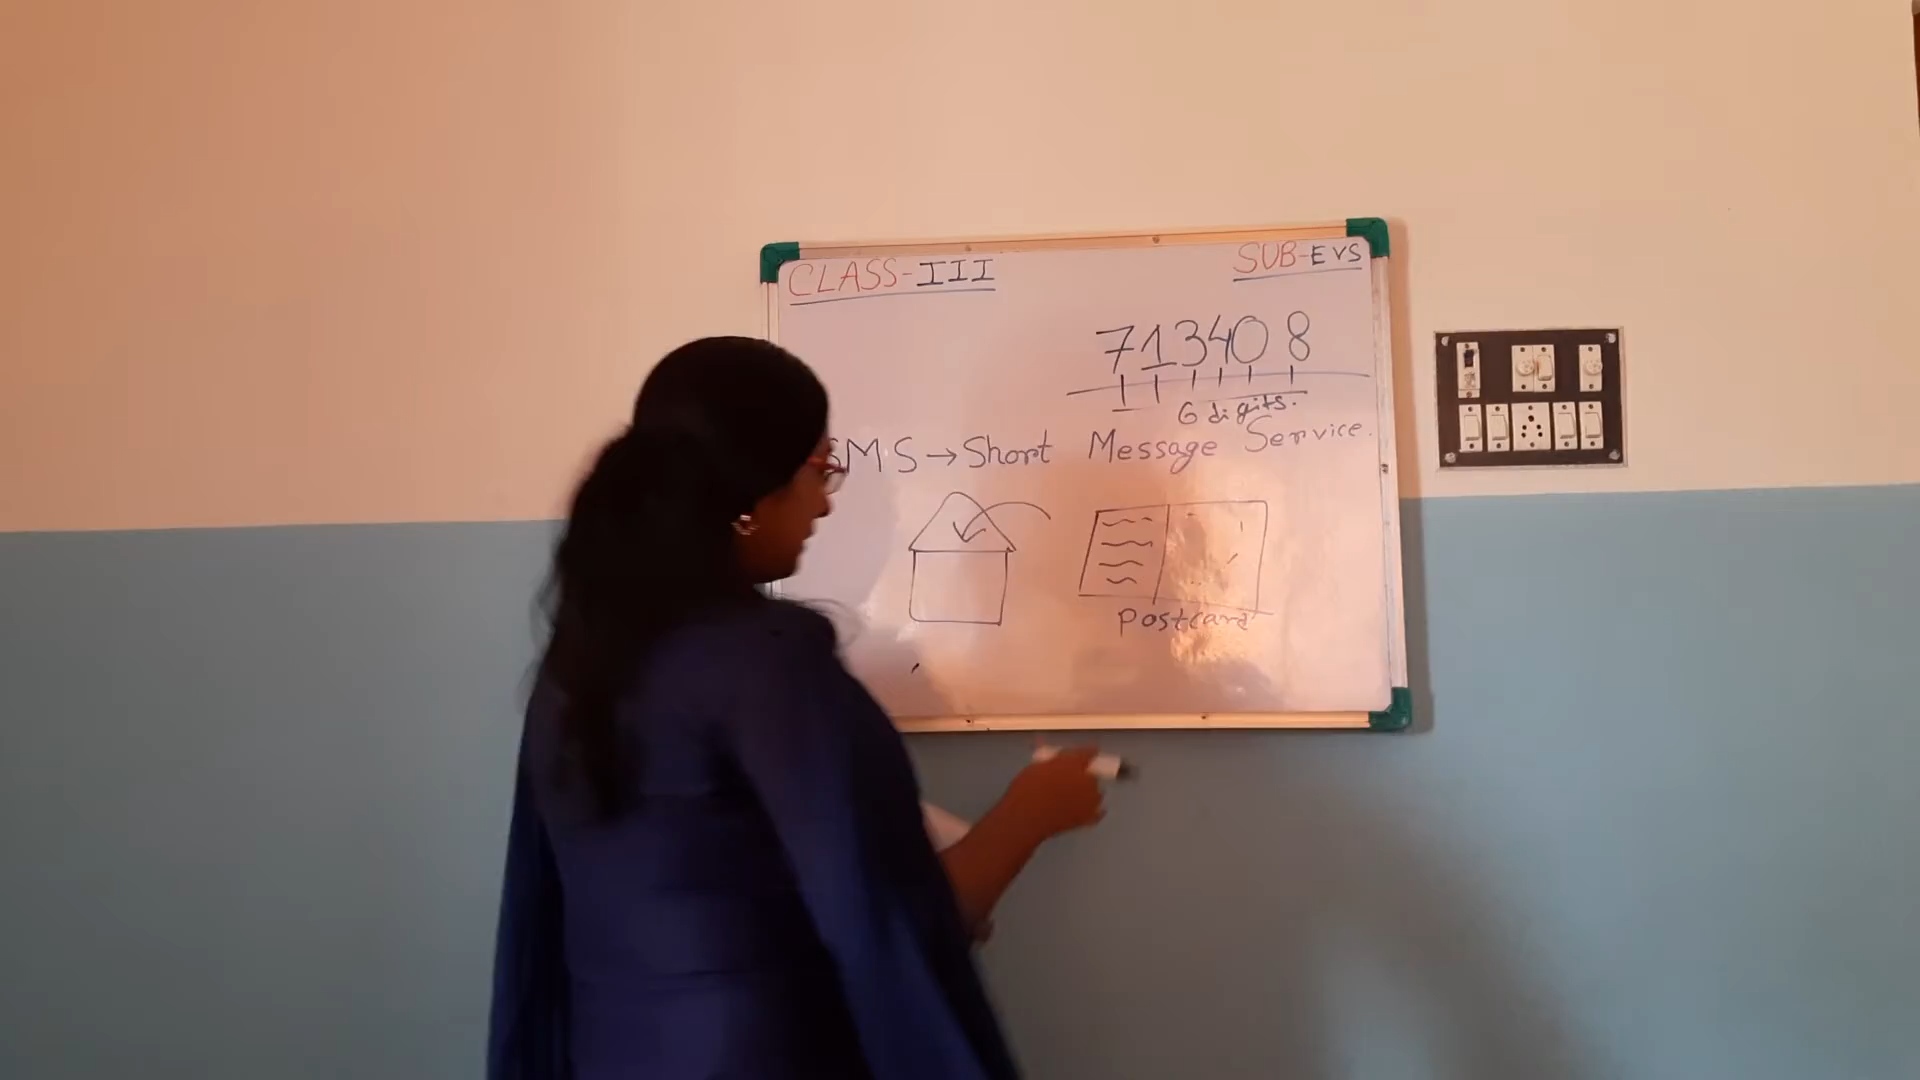 CLASS-III
SUB-EVS
713408
6 digits.
SMS→Short Message Service.
Postcard